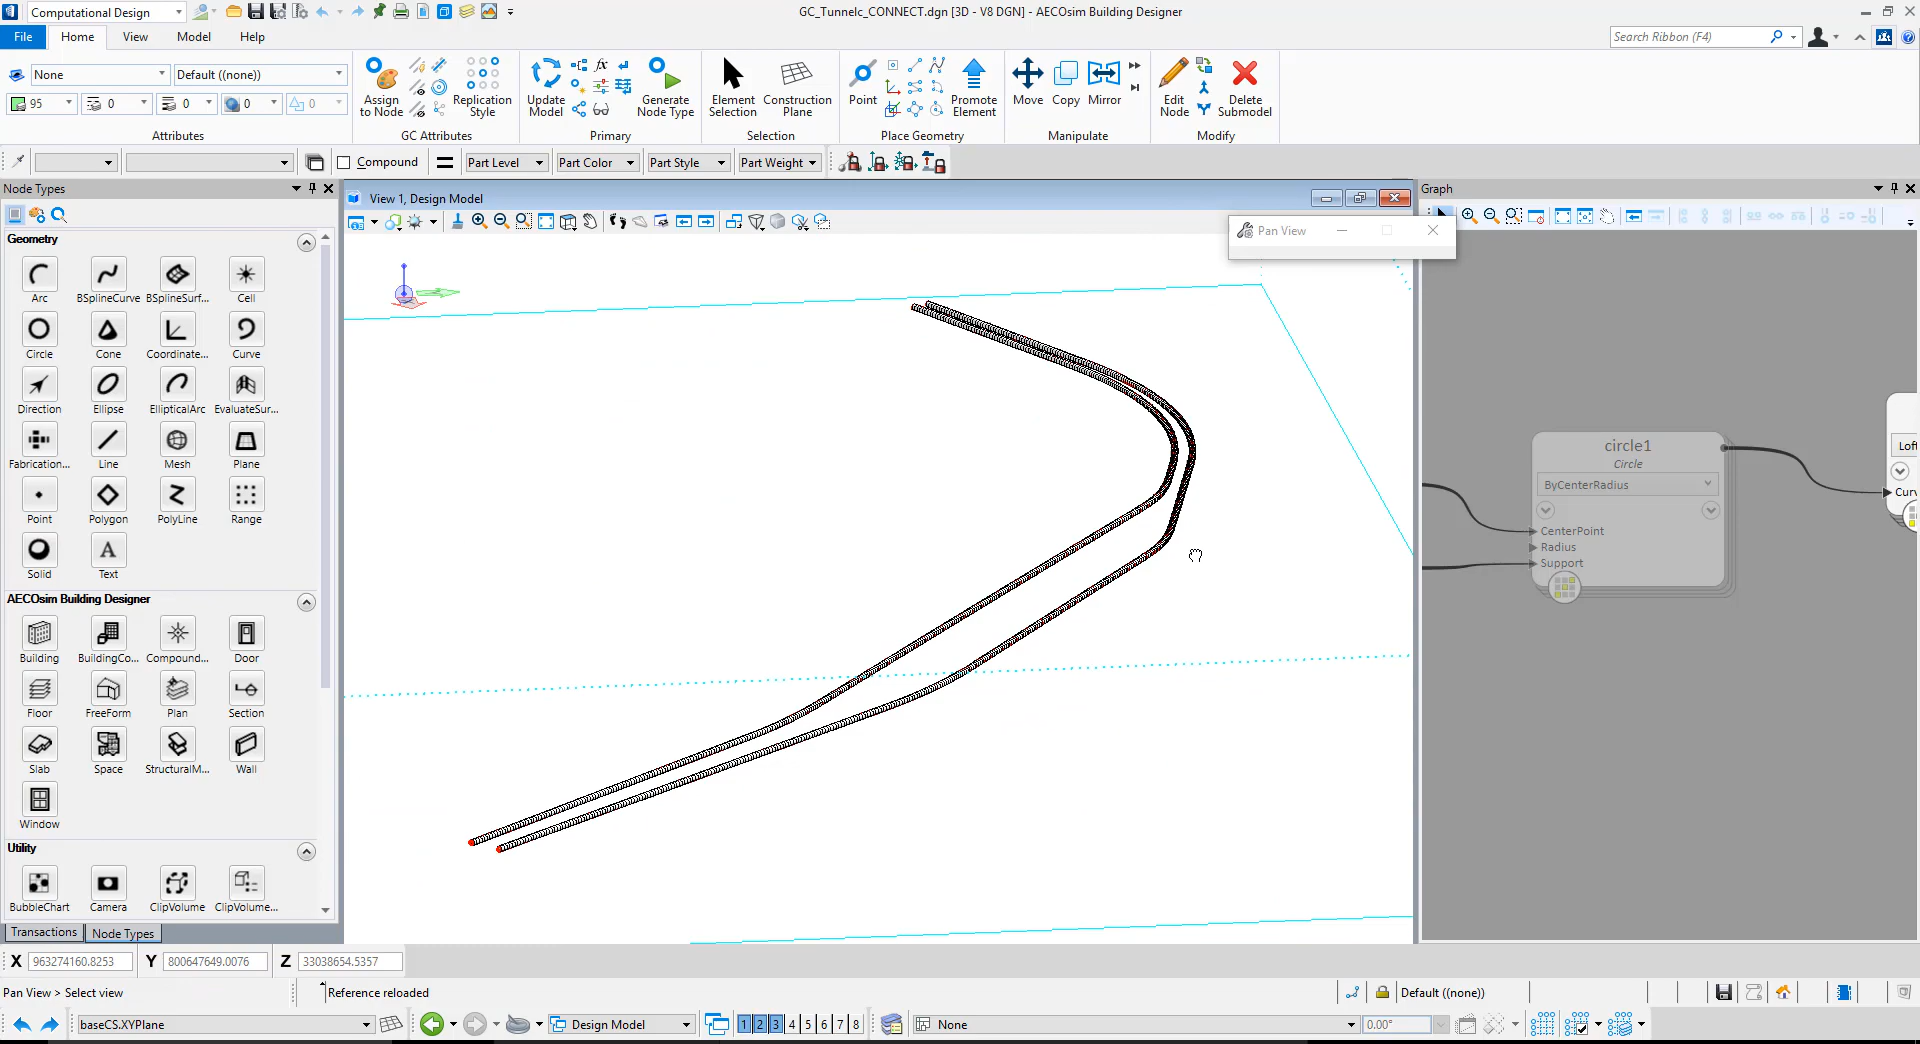 Computational Design
GC_Tunnelc_CONNECT.dgn [3D - V8 DGN] - AECOsim Building Designer
File Home View Model Help
Search Ribbon (F4)
None Default ((none))
95 0 0 0 0
Attributes
Assign to Node
Replication Style
GC Attributes
Update Model
fx
Generate Node Type
Primary
Element Selection
Construction Plane
Selection
Point
Promote Element
Place Geometry
Move Copy Mirror
Manipulate
Edit Node
Delete Submodel
Modify
Compound Part Level Part Color Part Style Part Weight
Node Types
View 1, Design Model
Graph
Pan View
Geometry
Arc BSplineCurve BSplineSurf... Cell
Circle Cone Coordinate... Curve
Direction Ellipse EllipticalArc EvaluateSur...
Fabrication... Line Mesh Plane
Point Polygon PolyLine Range
Solid Text
AECOsim Building Designer
Building BuildingCo... Compound... Door
Floor FreeForm Plan Section
Slab Space StructuralM... Wall
Window
Utility
BubbleChart Camera ClipVolume ClipVolume...
Transactions Node Types
circle1
Circle
ByCenterRadius
CenterPoint
Radius
Support
Loft
Curv
X 963274160.8253 Y 800647649.0076 Z 33038654.5357
Pan View > Select view
Reference reloaded
Default ((none))
baseCS.XYPlane
Design Model
1 2 3 4 5 6 7 8
None
0.00°